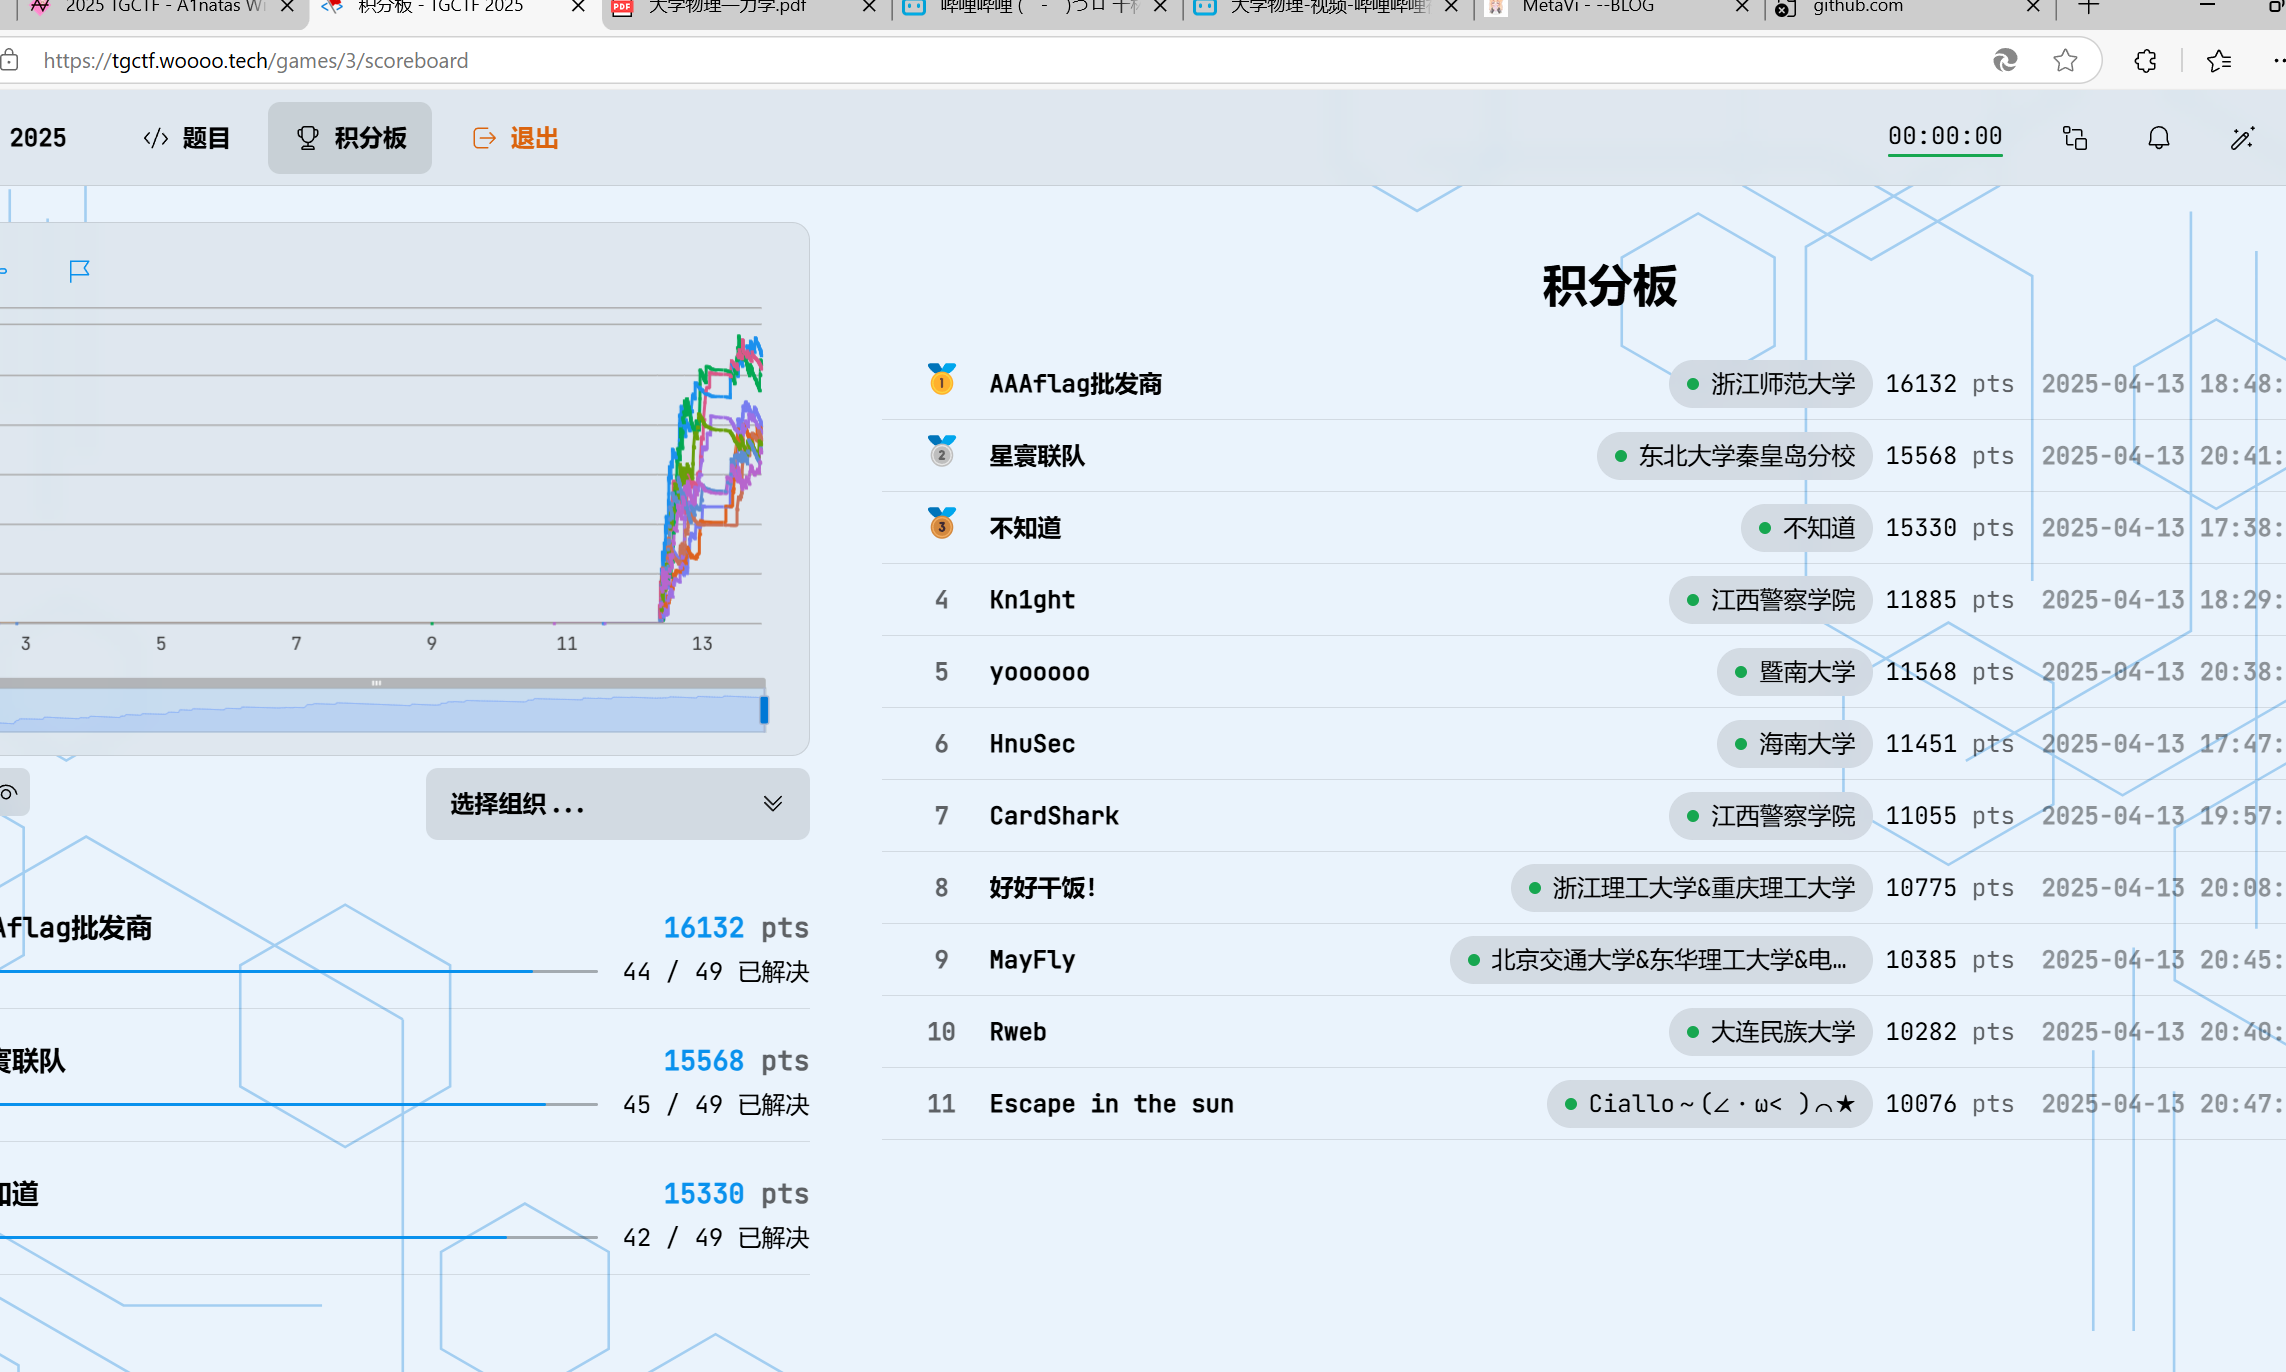 2025 TGCTF - A1natas W
积分板 - TGCTF 2025
大学物理—力学.pdf
大学物理-视频-哔哩哔哩
MetaVi - --BLOG
github.com
https://tgctf.woooo.tech/games/3/scoreboard
2025
</> 题目
积分板
退出
00:00:00
3 5 7 9 11 13
选择组织...
Aflag批发商
16132 pts
44 / 49 已解决
寰联队
15568 pts
45 / 49 已解决
知道
15330 pts
42 / 49 已解决
积分板
1 AAAflag批发商 浙江师范大学 16132 pts 2025-04-13 18:48:
2 星寰联队 东北大学秦皇岛分校 15568 pts 2025-04-13 20:41:
3 不知道 不知道 15330 pts 2025-04-13 17:38:
4 Kn1ght 江西警察学院 11885 pts 2025-04-13 18:29:
5 yoooooo 暨南大学 11568 pts 2025-04-13 20:38:
6 HnuSec 海南大学 11451 pts 2025-04-13 17:47:
7 CardShark 江西警察学院 11055 pts 2025-04-13 19:57:
8 好好干饭! 浙江理工大学&重庆理工大学 10775 pts 2025-04-13 20:08:
9 MayFly 北京交通大学&东华理工大学&电... 10385 pts 2025-04-13 20:45:
10 Rweb 大连民族大学 10282 pts 2025-04-13 20:40:
11 Escape in the sun Ciallo～(∠・ω< )⌒★ 10076 pts 2025-04-13 20:47: